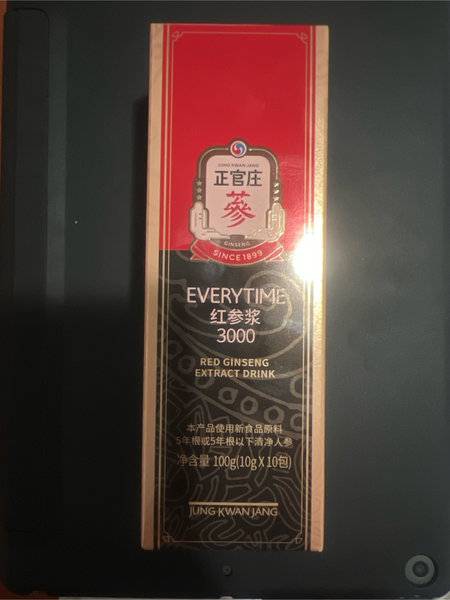 JUNG KWAN JANG
正官庄
蔘
GINSENG
SINCE 1899
EVERYTIME
红参浆
3000
RED GINSENG
EXTRACT DRINK
本产品使用新食品原料
5年根或5年根以下洁净人参
净含量 100g(10g X 10包)
JUNG KWAN JANG